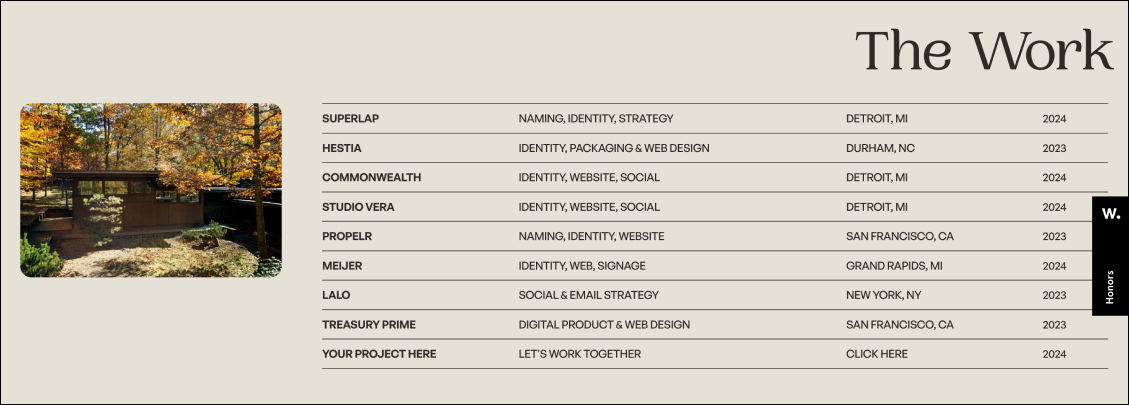 The Work
SUPERLAP NAMING, IDENTITY, STRATEGY DETROIT, MI 2024
HESTIA IDENTITY, PACKAGING & WEB DESIGN DURHAM, NC 2023
COMMONWEALTH IDENTITY, WEBSITE, SOCIAL DETROIT, MI 2024
STUDIO VERA IDENTITY, WEBSITE, SOCIAL DETROIT, MI 2024
PROPELR NAMING, IDENTITY, WEBSITE SAN FRANCISCO, CA 2023
MEIJER IDENTITY, WEB, SIGNAGE GRAND RAPIDS, MI 2024
LALO SOCIAL & EMAIL STRATEGY NEW YORK, NY 2023
TREASURY PRIME DIGITAL PRODUCT & WEB DESIGN SAN FRANCISCO, CA 2023
YOUR PROJECT HERE LET'S WORK TOGETHER CLICK HERE 2024
W.
Honors